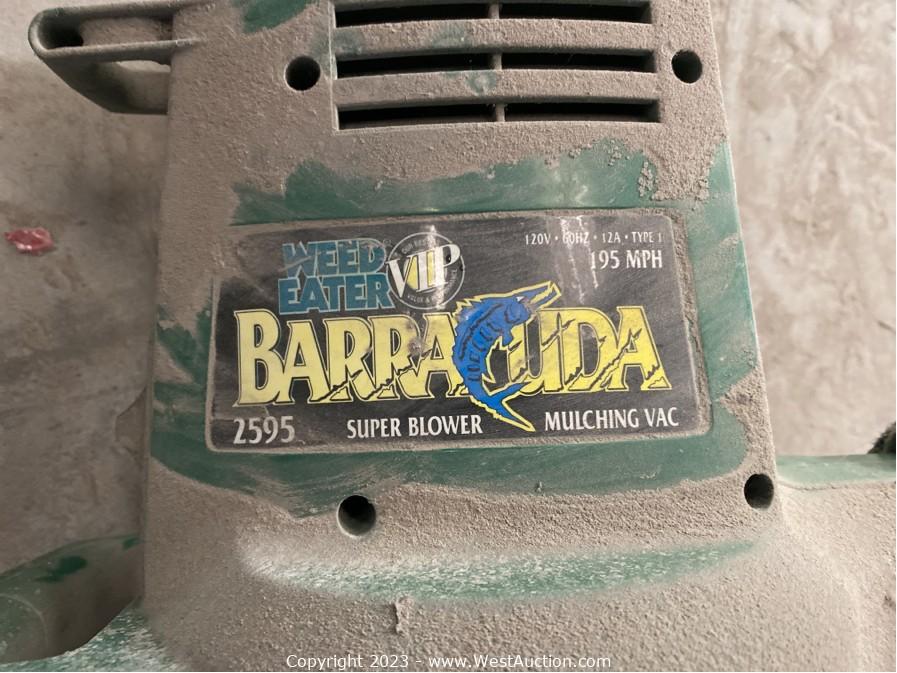 WEED
EATER
VIP
120V • 60HZ • 12A • TYPE 1
195 MPH
BARRACUDA
2595 SUPER BLOWER MULCHING VAC
Copyright 2023 - www.WestAuction.com